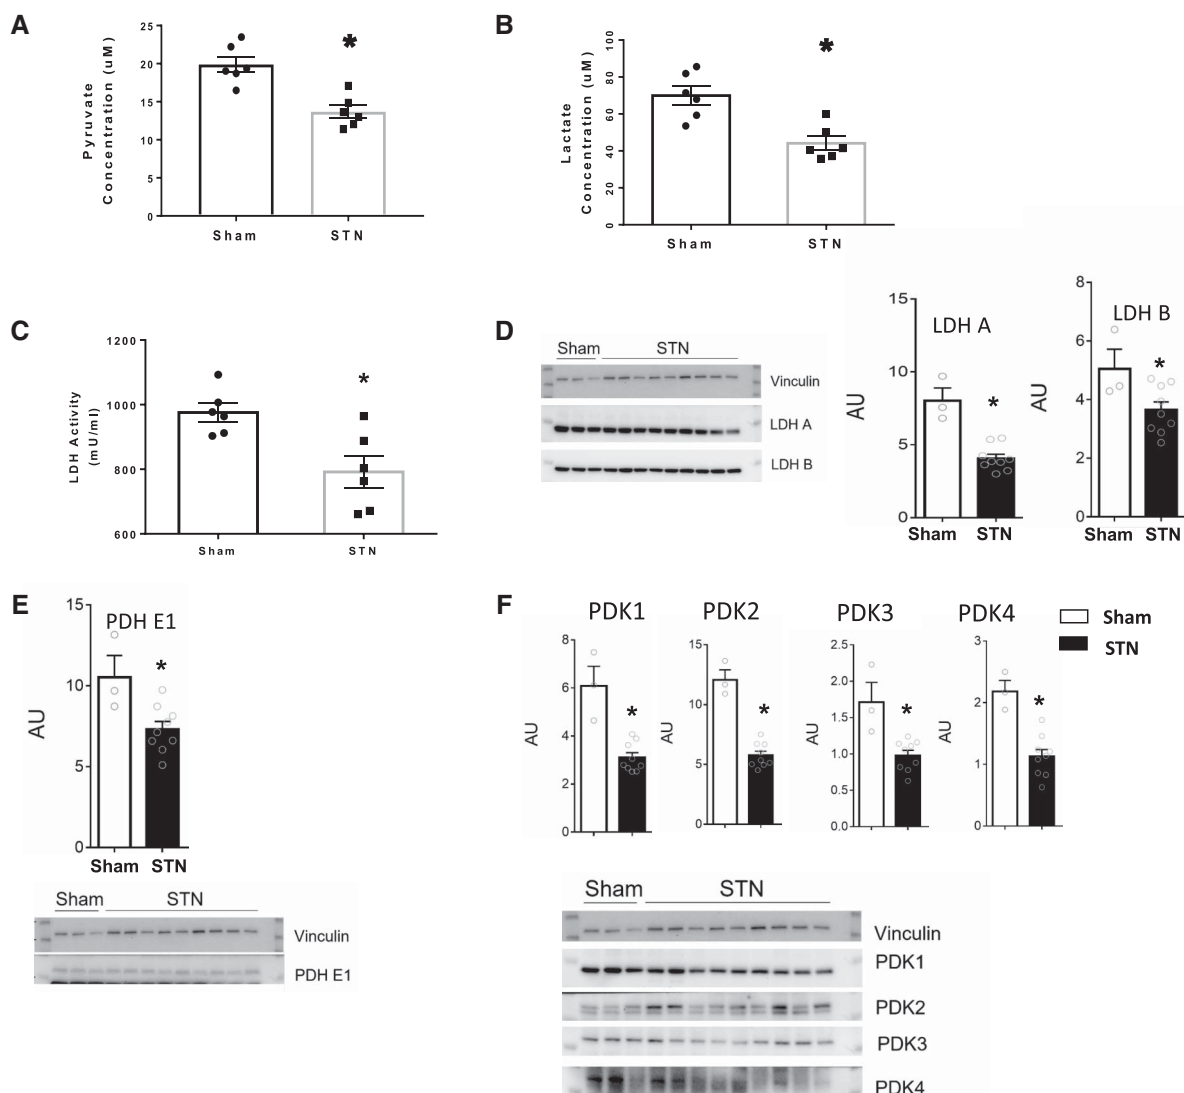 A
Pyruvate
Concentration (uM)
25
20
15
10
5
0
*
Sham
STN
B
Lactate
Concentration (uM)
100
80
60
40
20
0
*
Sham
STN
C
LDH Activity
(mU/ml)
1200
1000
800
600
*
Sham
STN
D
Sham
STN
Vinculin
LDH A
LDH B
LDH A
AU
15
10
5
0
*
Sham
STN
LDH B
AU
8
6
4
2
0
*
Sham
STN
E
PDH E1
AU
15
10
5
0
*
Sham
STN
Sham
STN
Vinculin
PDH E1
F
PDK1
AU
8
6
4
2
0
*
PDK2
AU
15
10
5
0
*
PDK3
AU
2.5
2.0
1.5
1.0
0.5
0.0
*
PDK4
AU
3
2
1
0
*
Sham
STN
Sham
STN
Vinculin
PDK1
PDK2
PDK3
PDK4